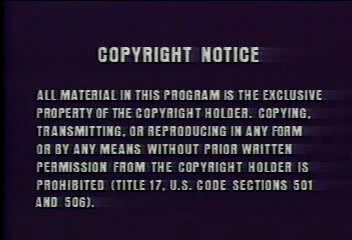 COPYRIGHT NOTICE
ALL MATERIAL IN THIS PROGRAM IS THE EXCLUSIVE
PROPERTY OF THE COPYRIGHT HOLDER. COPYING,
TRANSMITTING, OR REPRODUCING IN ANY FORM
OR BY ANY MEANS WITHOUT PRIOR WRITTEN
PERMISSION FROM THE COPYRIGHT HOLDER IS
PROHIBITED (TITLE 17, U.S. CODE SECTIONS 501
AND 506).